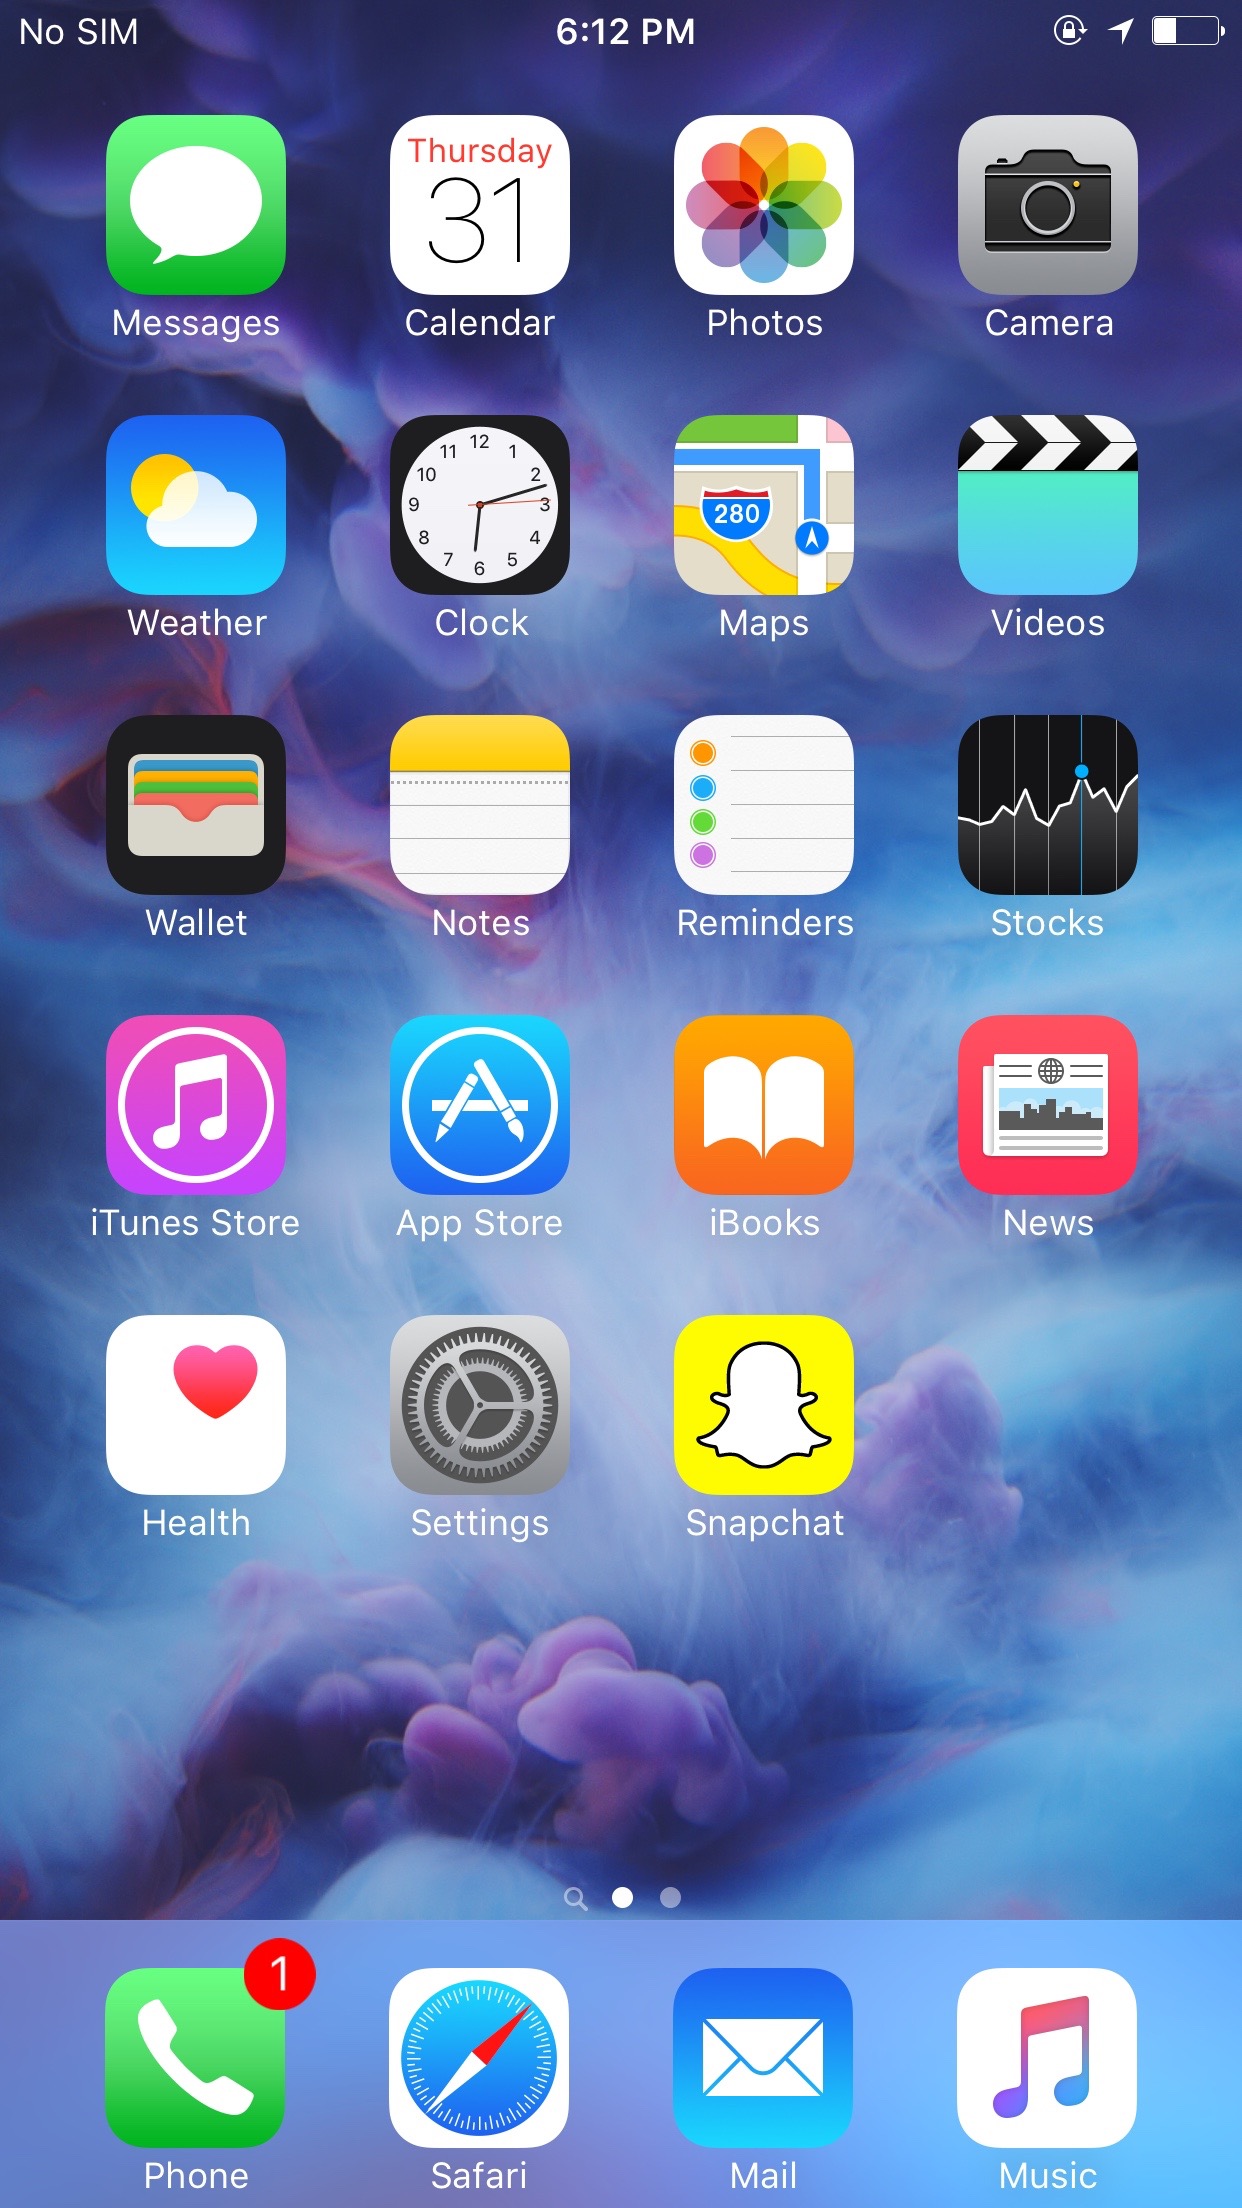 No SIM 6:12 PM
Thursday
31
Messages Calendar Photos Camera
12
11 1
10 2
9 3
8 4
7 5
6
280
Weather Clock Maps Videos
Wallet Notes Reminders Stocks
iTunes Store App Store iBooks News
Health Settings Snapchat
1
Phone Safari Mail Music